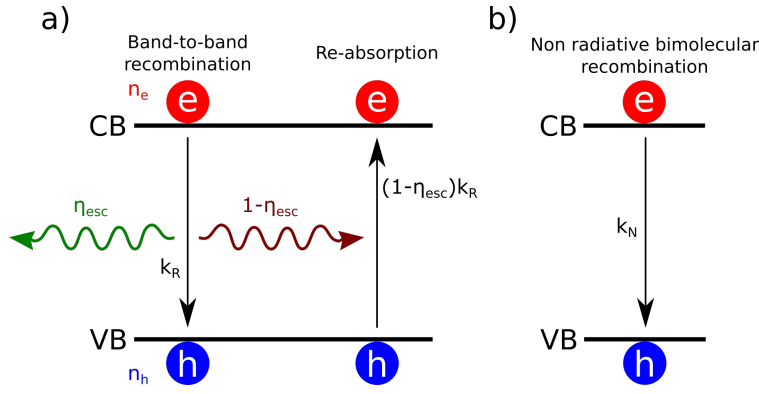 a)
Band-to-band
recombination
Re-absorption
nₑ
e
e
CB
(1-ηesc)kR
ηesc
1-ηesc
kR
VB
h
h
nh
b)
Non radiative bimolecular
recombination
e
CB
kN
VB
h